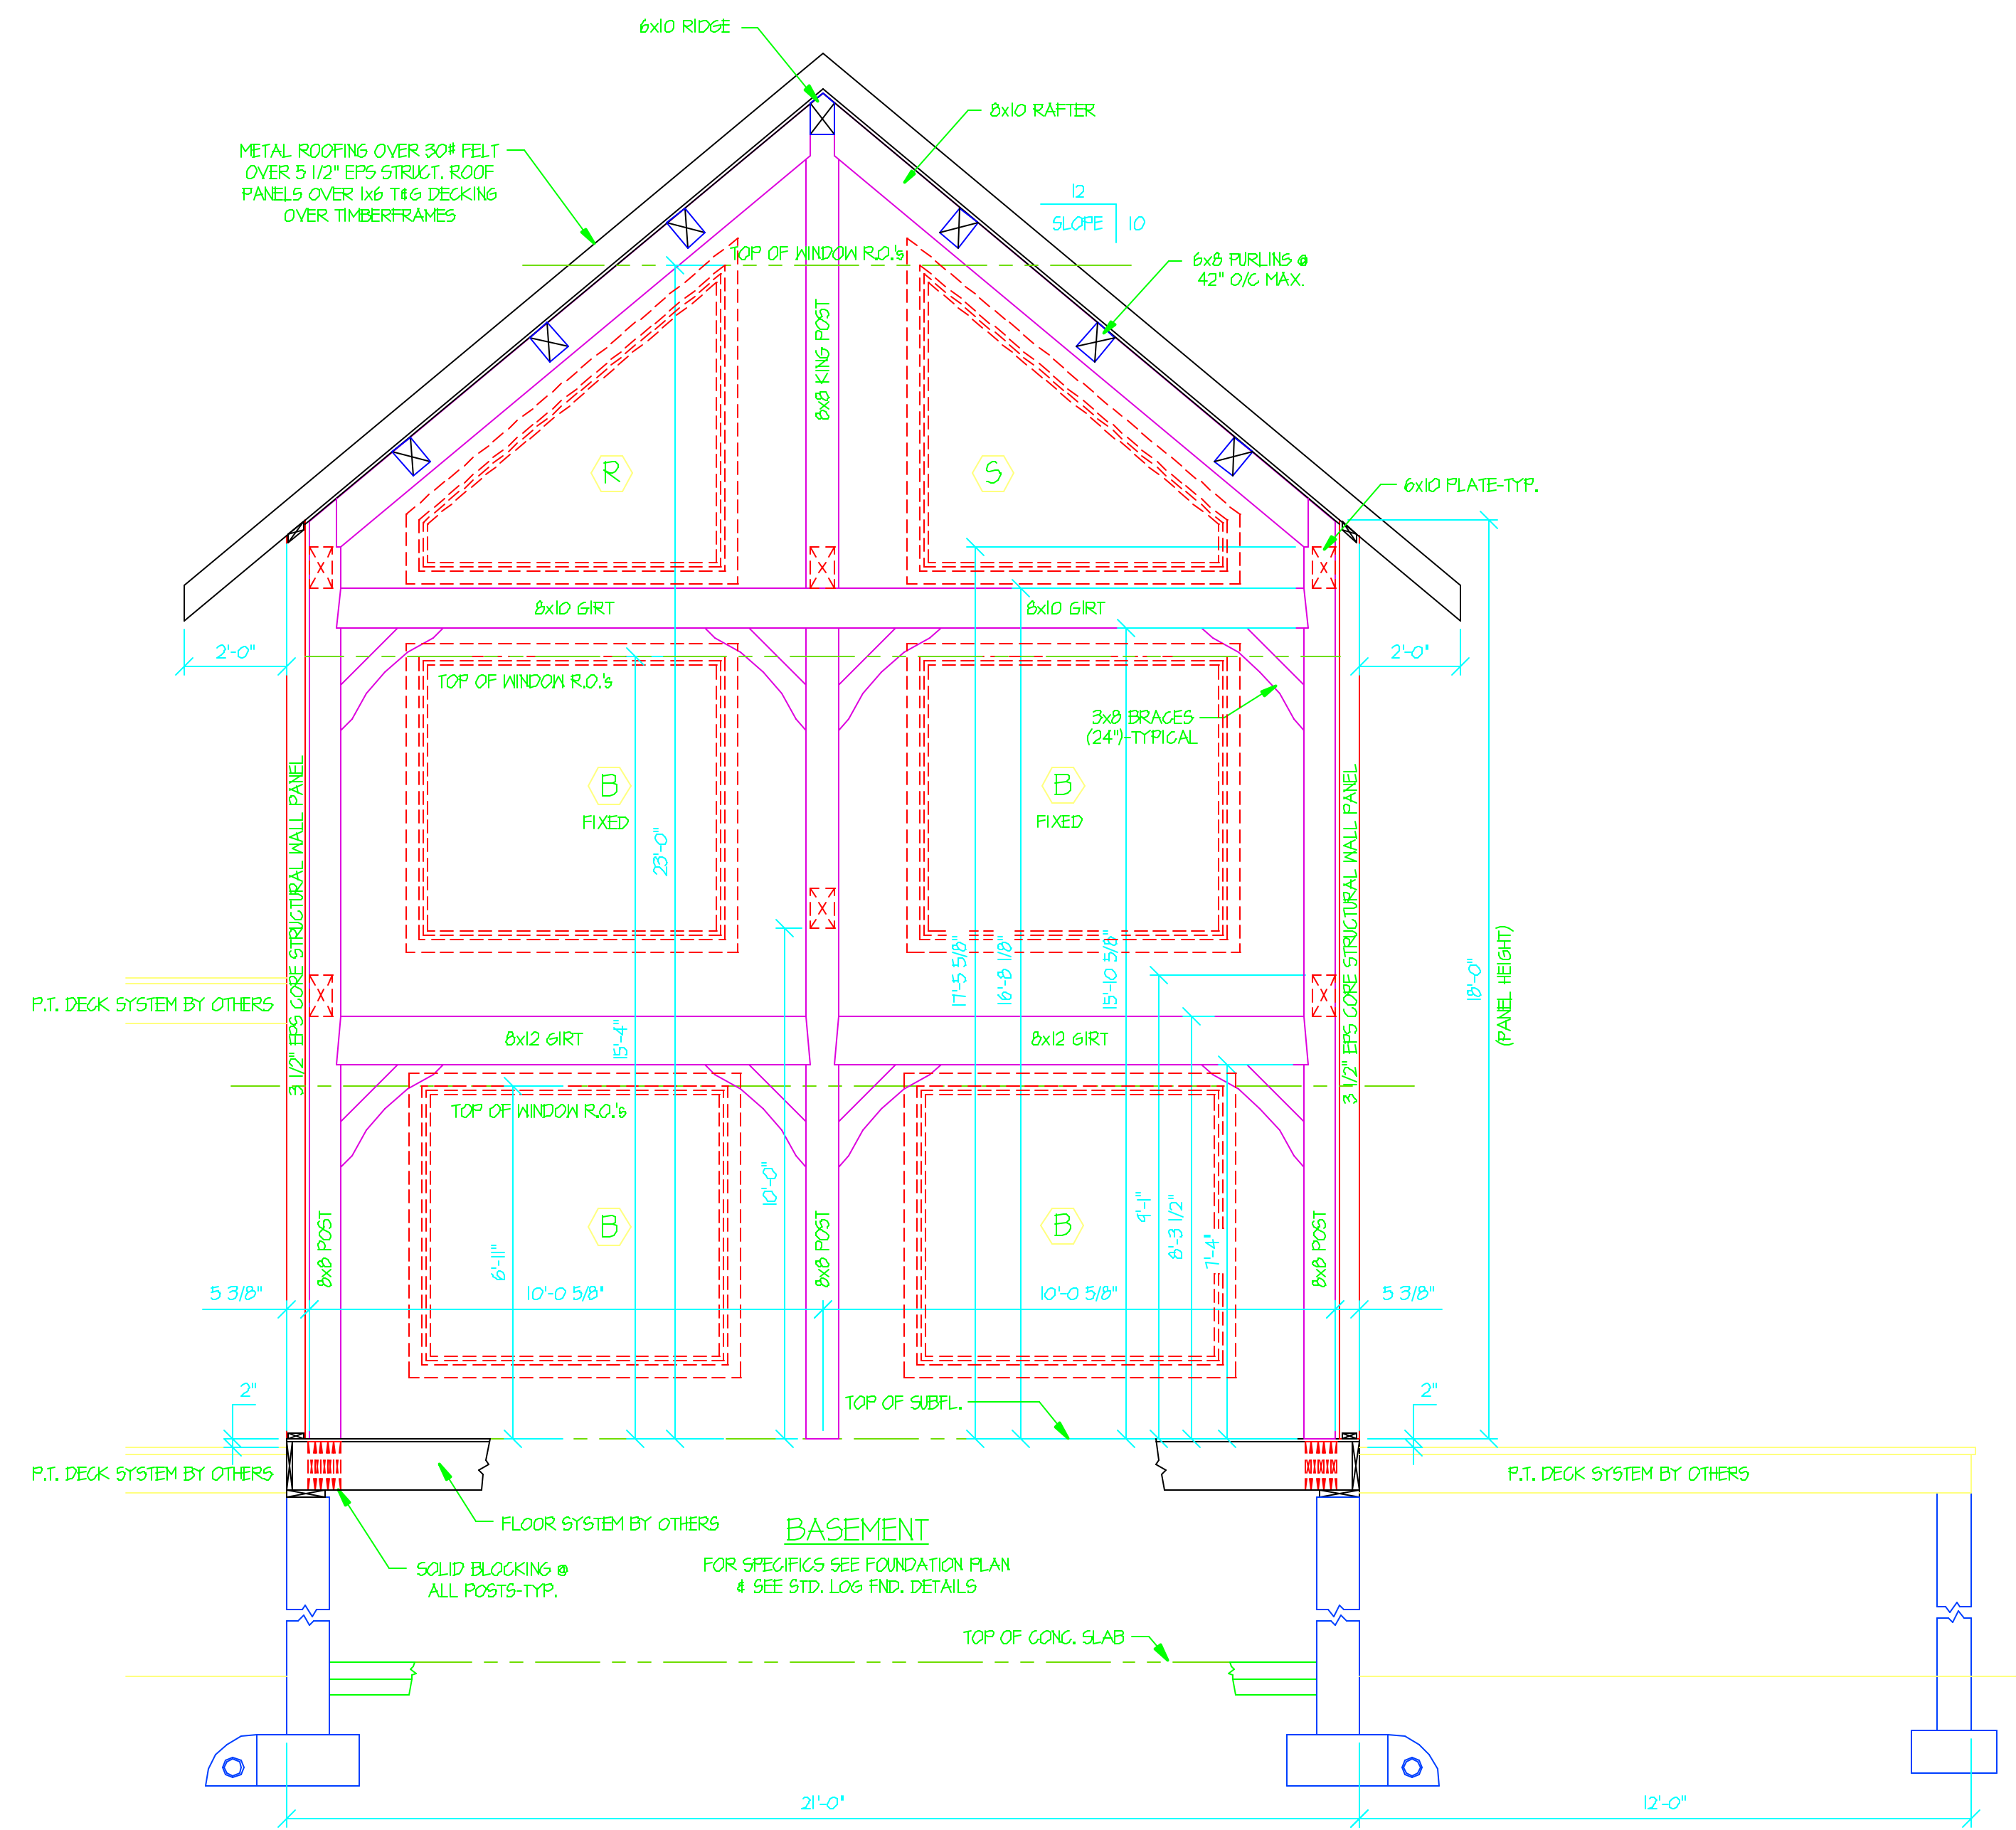 6x10 RIDGE
8x10 RAFTER
METAL ROOFING OVER 30# FELT
OVER 5 1/2" EPS STRUCT. ROOF
PANELS OVER 1x6 T&G DECKING
OVER TIMBERFRAMES
12
SLOPE 10
TOP OF WINDOW R.O.'s
6x8 PURLINS @
42" O/C MAX.
8x8 KING POST
R
S
6x10 PLATE-TYP.
8x10 GIRT
8x10 GIRT
2'-0"
2'-0"
TOP OF WINDOW R.O.'s
3x8 BRACES
(24")-TYPICAL
B
FIXED
B
FIXED
23'-0"
3 1/2" EPS CORE STRUCTURAL WALL PANEL
3 1/2" EPS CORE STRUCTURAL WALL PANEL
17'-5 5/8"
16'-8 1/8"
15'-10 5/8"
18'-0"
(PANEL HEIGHT)
P.T. DECK SYSTEM BY OTHERS
8x12 GIRT
15'-4"
8x12 GIRT
TOP OF WINDOW R.O.'s
10'-0"
9'-1"
8'-3 1/2"
7'-4"
6'-11"
B
B
8x8 POST
8x8 POST
8x8 POST
5 3/8"
10'-0 5/8"
10'-0 5/8"
5 3/8"
2"
TOP OF SUBFL.
2"
P.T. DECK SYSTEM BY OTHERS
P.T. DECK SYSTEM BY OTHERS
FLOOR SYSTEM BY OTHERS
BASEMENT
FOR SPECIFICS SEE FOUNDATION PLAN
& SEE STD. LOG FND. DETAILS
SOLID BLOCKING @
ALL POSTS-TYP.
TOP OF CONC. SLAB
21'-0"
12'-0"